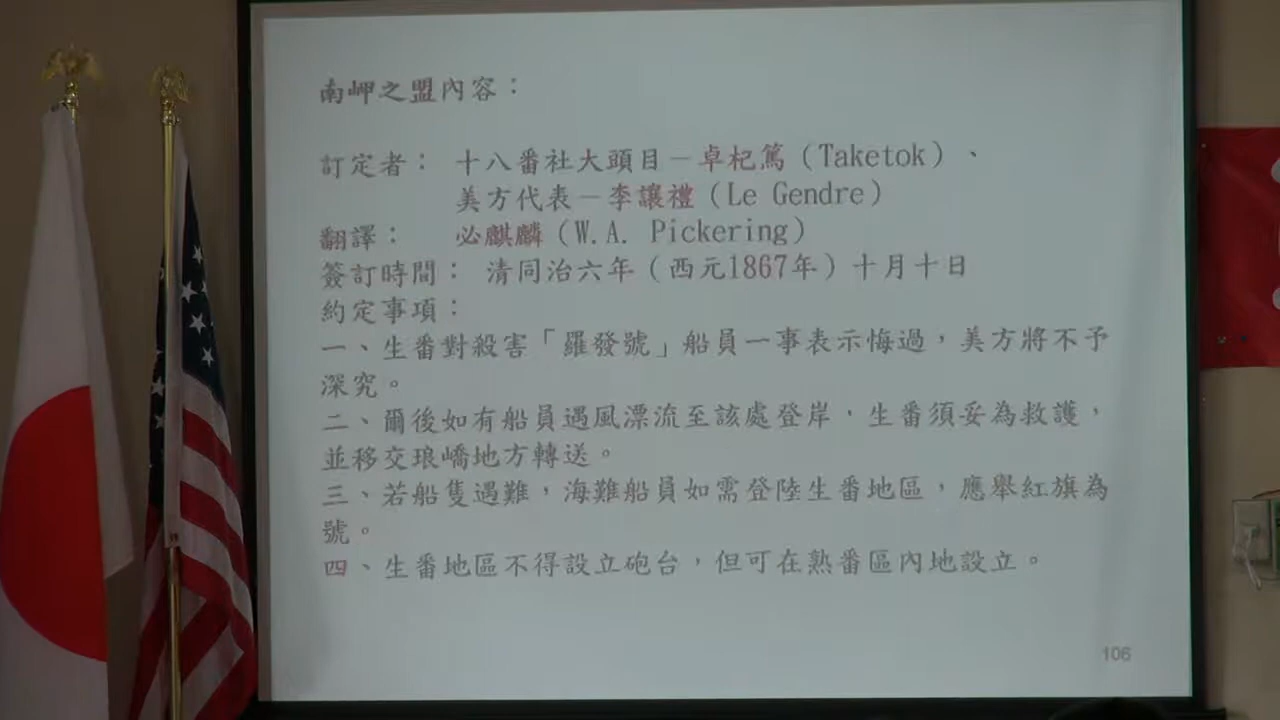 南岬之盟內容：
訂定者： 十八番社大頭目－卓杞篤（Taketok）、
美方代表－李讓禮（Le Gendre）
翻譯： 必麒麟（W.A. Pickering）
簽訂時間： 清同治六年（西元1867年）十月十日
約定事項：
一、生番對殺害「羅發號」船員一事表示悔過，美方將不予
深究。
二、爾後如有船員遇風漂流至該處登岸，生番須妥為救護，
並移交琅嶠地方轉送。
三、若船隻遇難，海難船員如需登陸生番地區，應舉紅旗為
號。
四、生番地區不得設立砲台，但可在熟番區內地設立。
106